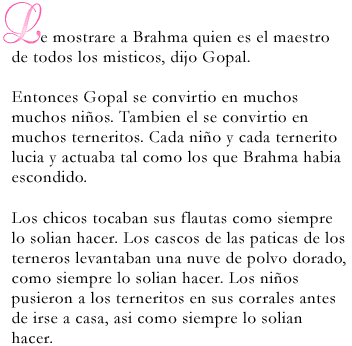 Le mostrare a Brahma quien es el maestro
de todos los misticos, dijo Gopal.
Entonces Gopal se convirtio en muchos
muchos niños. Tambien el se convirtio en
muchos terneritos. Cada niño y cada ternerito
lucia y actuaba tal como los que Brahma habia
escondido.
Los chicos tocaban sus flautas como siempre
lo solian hacer. Los cascos de las paticas de los
terneros levantaban una nuve de polvo dorado,
como siempre lo solian hacer. Los niños
pusieron a los terneritos en sus corrales antes
de irse a casa, asi como siempre lo solian
hacer.